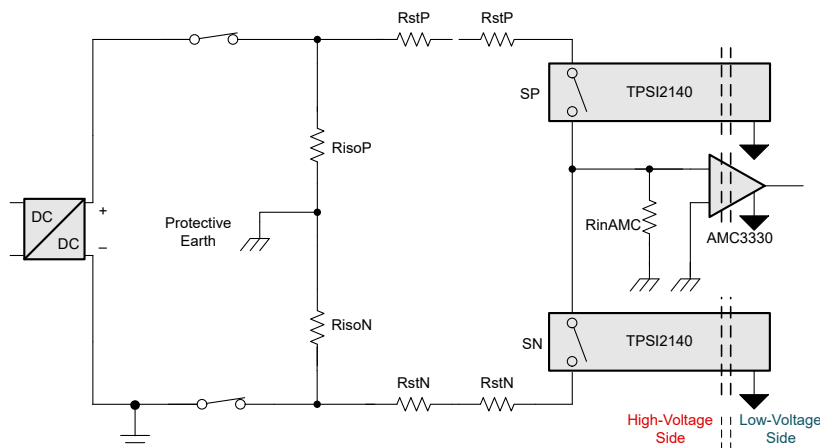 RstP
RstP
SP
TPSI2140
RisoP
DC
DC
+
–
Protective
Earth
RinAMC
AMC3330
RisoN
SN
TPSI2140
RstN
RstN
High-Voltage
Side
Low-Voltage
Side